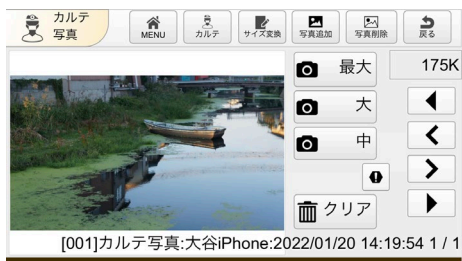 カルテ
写真
MENU
カルテ
サイズ変換
写真追加
写真削除
戻る
最大
175K
大
中
クリア
[001]カルテ写真:大谷iPhone:2022/01/20 14:19:54 1 / 1